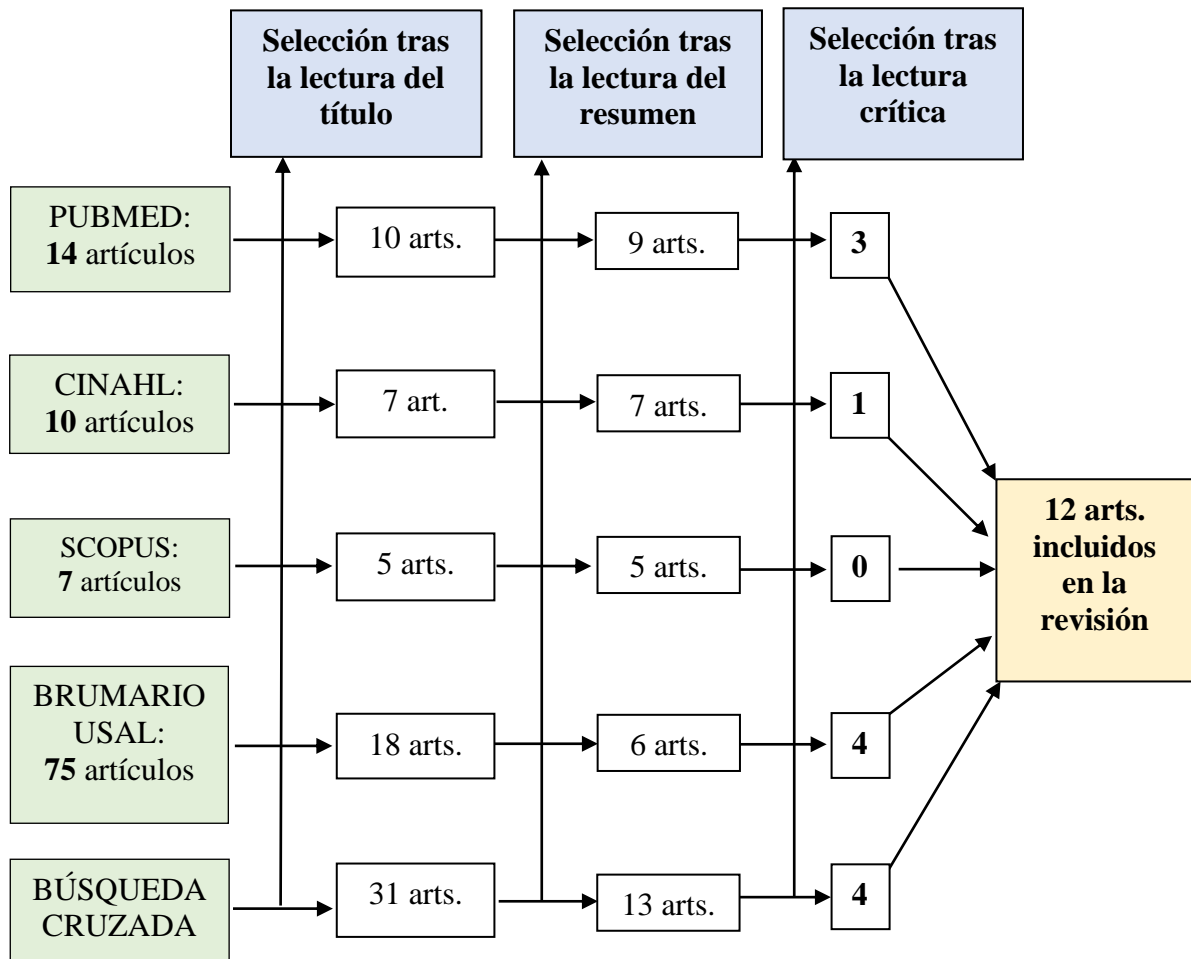 Selección tras
la lectura del
título
Selección tras
la lectura del
resumen
Selección tras
la lectura
crítica
PUBMED:
14 artículos
10 arts.
9 arts.
3
CINAHL:
10 artículos
7 art.
7 arts.
1
SCOPUS:
7 artículos
5 arts.
5 arts.
0
BRUMARIO
USAL:
75 artículos
18 arts.
6 arts.
4
BÚSQUEDA
CRUZADA
31 arts.
13 arts.
4
12 arts.
incluidos
en la
revisión